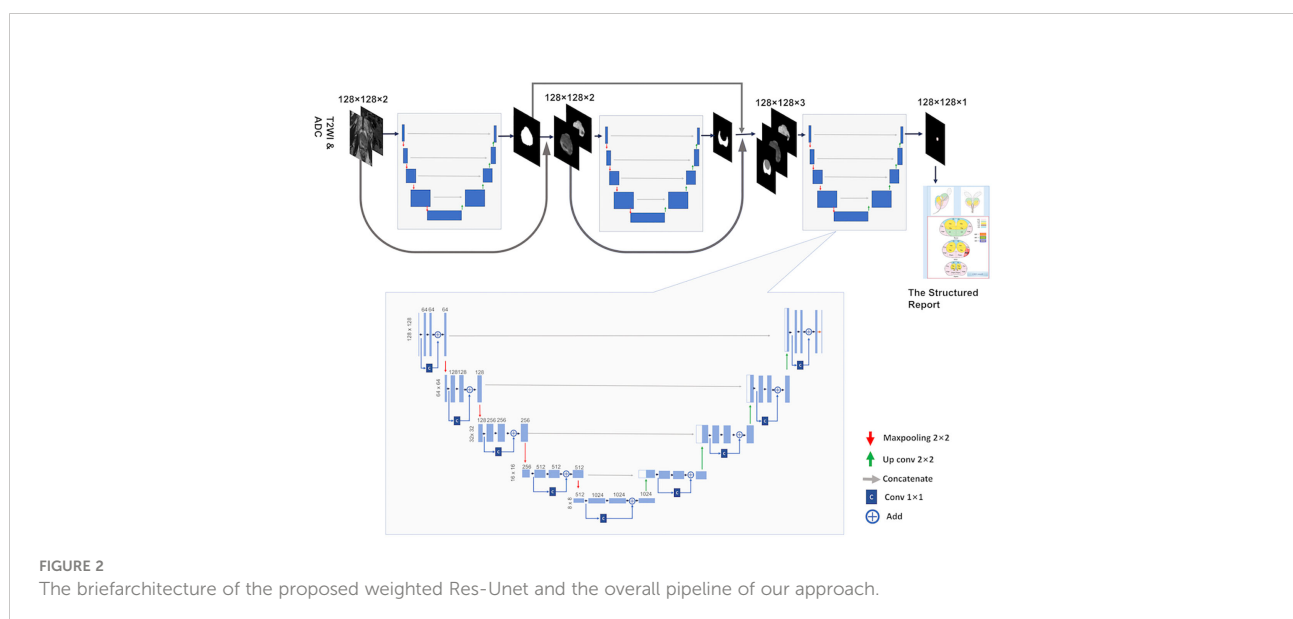 128×128×2
128×128×2
128×128×3
128×128×1
T2WI &
ADC
The Structured
Report
128 x 128
64 64
64
C
64 x 64
128 128
128
C
32x 32
128 256 256
256
C
16 x 16
256 512 512 512
C
8 x 8
512 1024 1024 1024
C
C
C
C
C
Maxpooling 2×2
Up conv 2×2
Concatenate
C Conv 1×1
Add
FIGURE 2
The briefarchitecture of the proposed weighted Res-Unet and the overall pipeline of our approach.